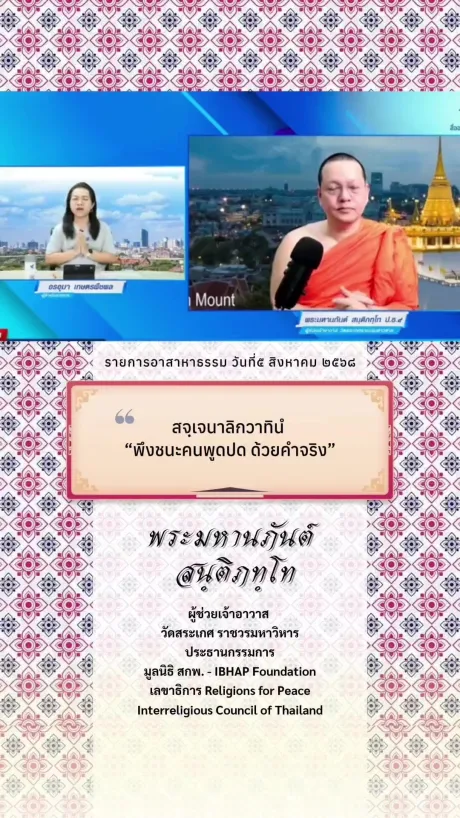 อรอุมา เกษตรพืชผล
n Mount
พระมหานภันต์ สนฺติภทฺโท ป.ธ.๙
รายการอาสาหาธรรม วันที่๕ สิงหาคม ๒๕๖๘
สจฺเจนาลิกวาทินํ
“พึงชนะคนพูดปด ด้วยคำจริง”
พระมหานภันต์
สนฺติภทฺโท
ผู้ช่วยเจ้าอาวาส
วัดสระเกศ ราชวรมหาวิหาร
ประธานกรรมการ
มูลนิธิ สกพ. - IBHAP Foundation
เลขาธิการ Religions for Peace
Interreligious Council of Thailand